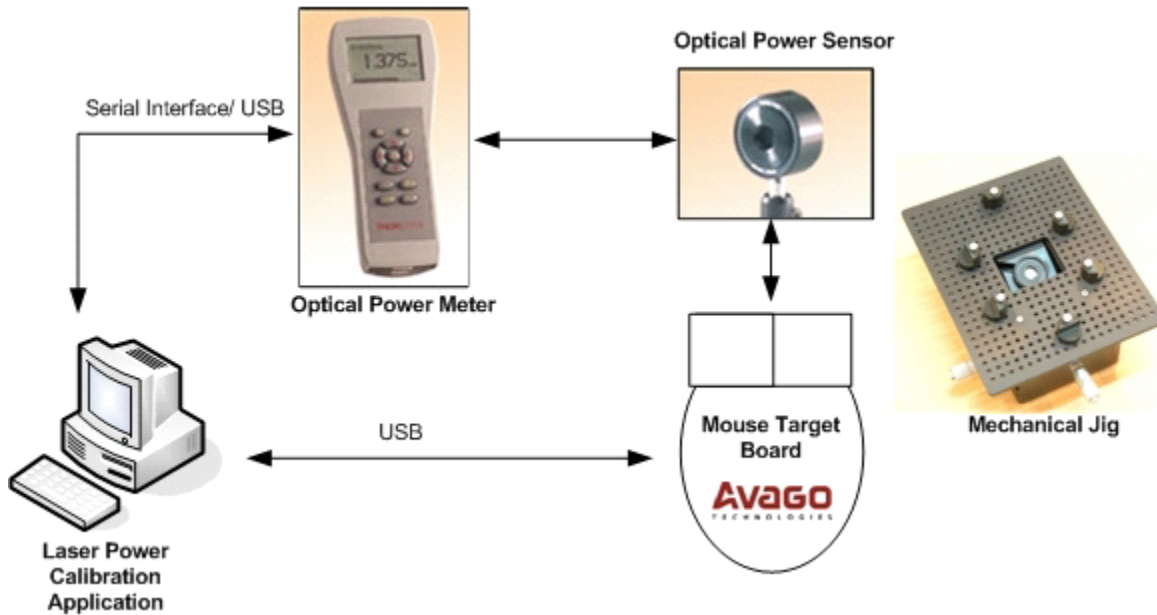 Optical Power Sensor
1.375
Serial Interface/ USB
Optical Power Meter
USB
Mouse Target
Board
AVAGO
TECHNOLOGIES
Mechanical Jig
Laser Power
Calibration
Application